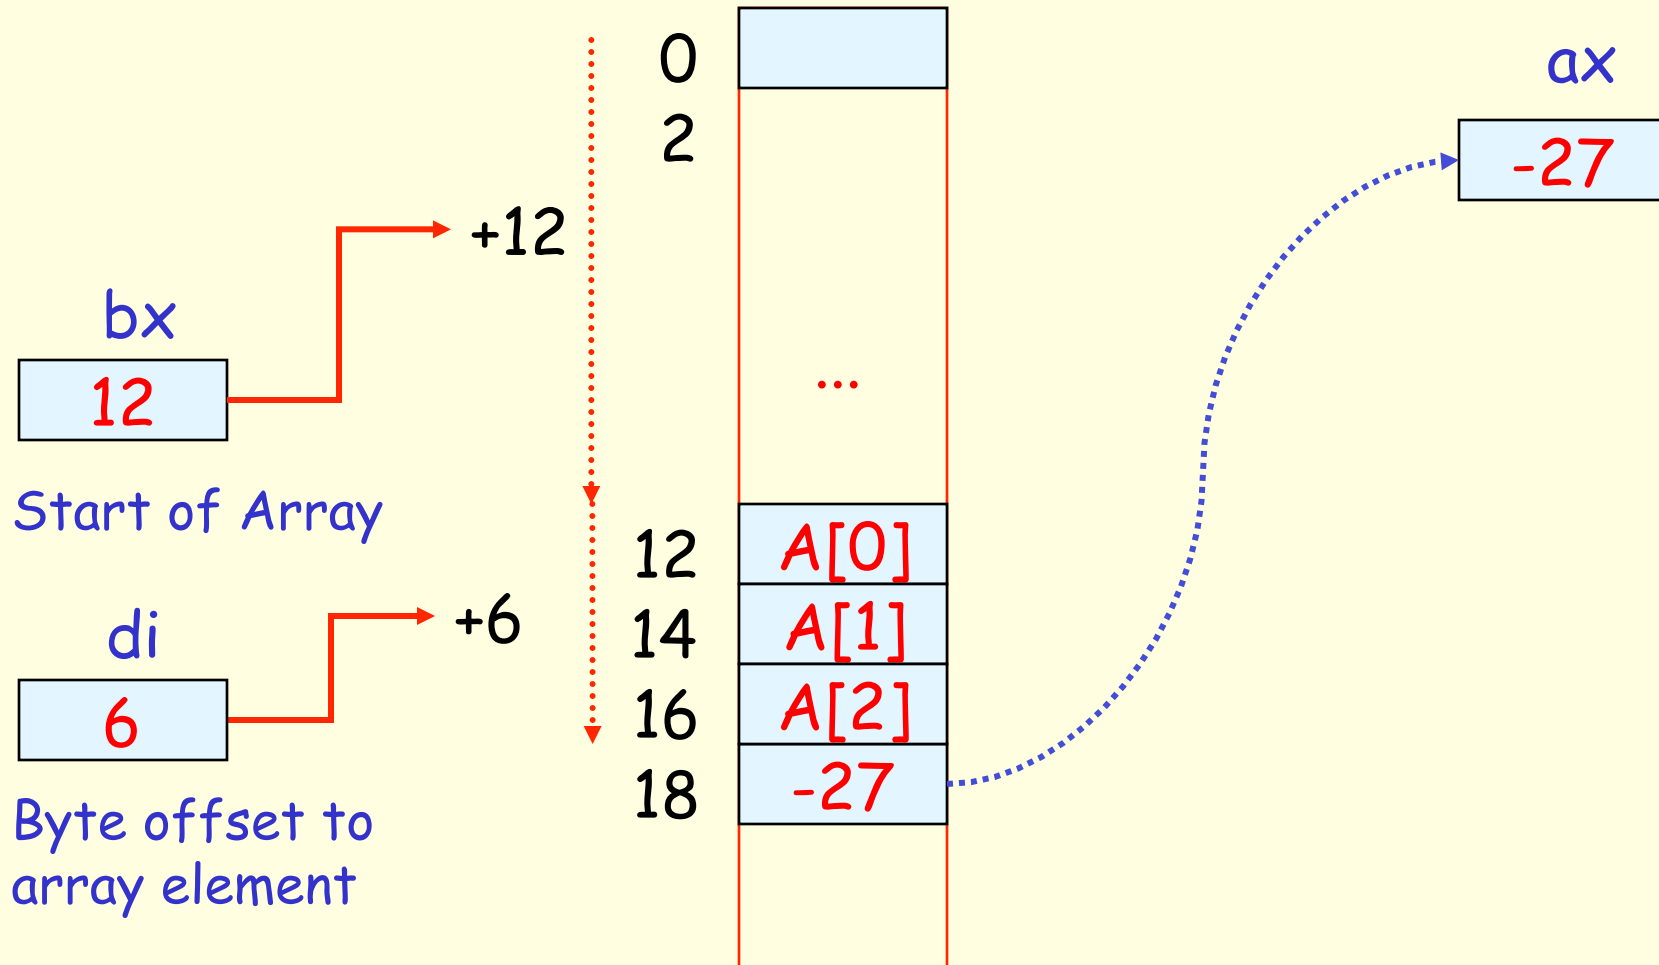 0
ax
2
-27
+12
bx
12
...
Start of Array
12 A[0]
di
+6
14 A[1]
6
16 A[2]
18 -27
Byte offset to
array element